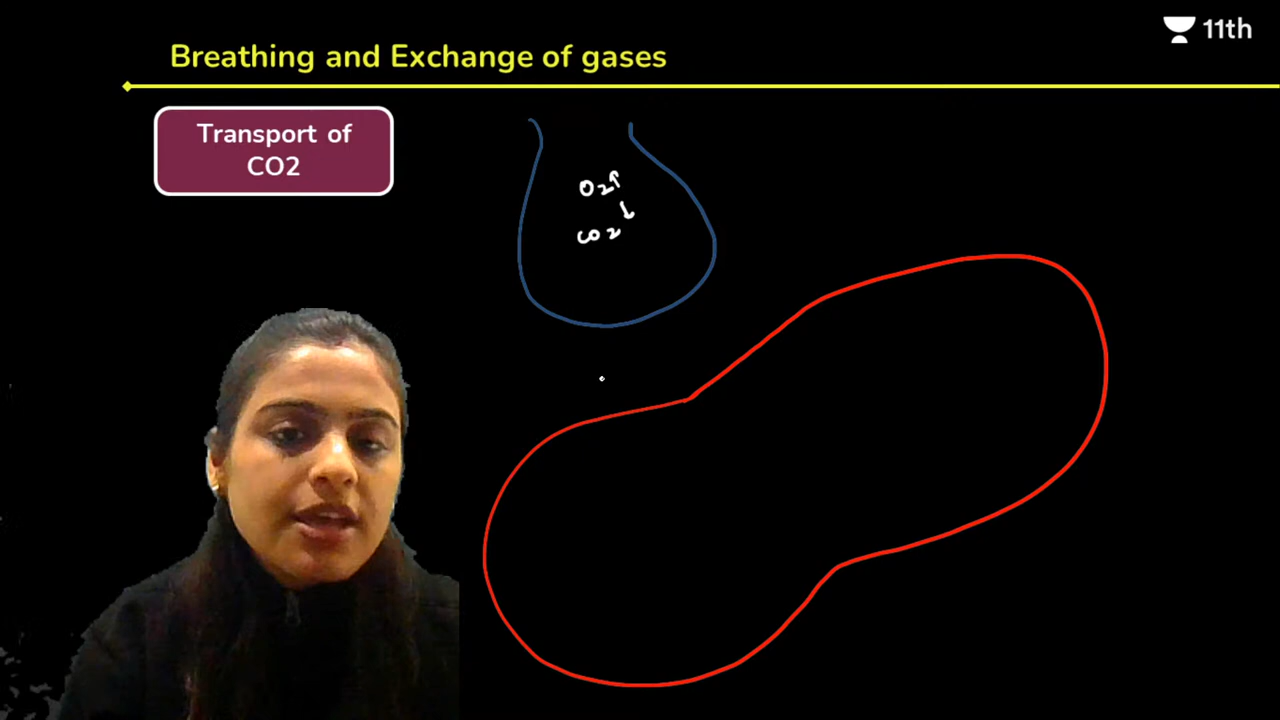 11th
Breathing and Exchange of gases
Transport of
CO2
O2↑
↓
CO2